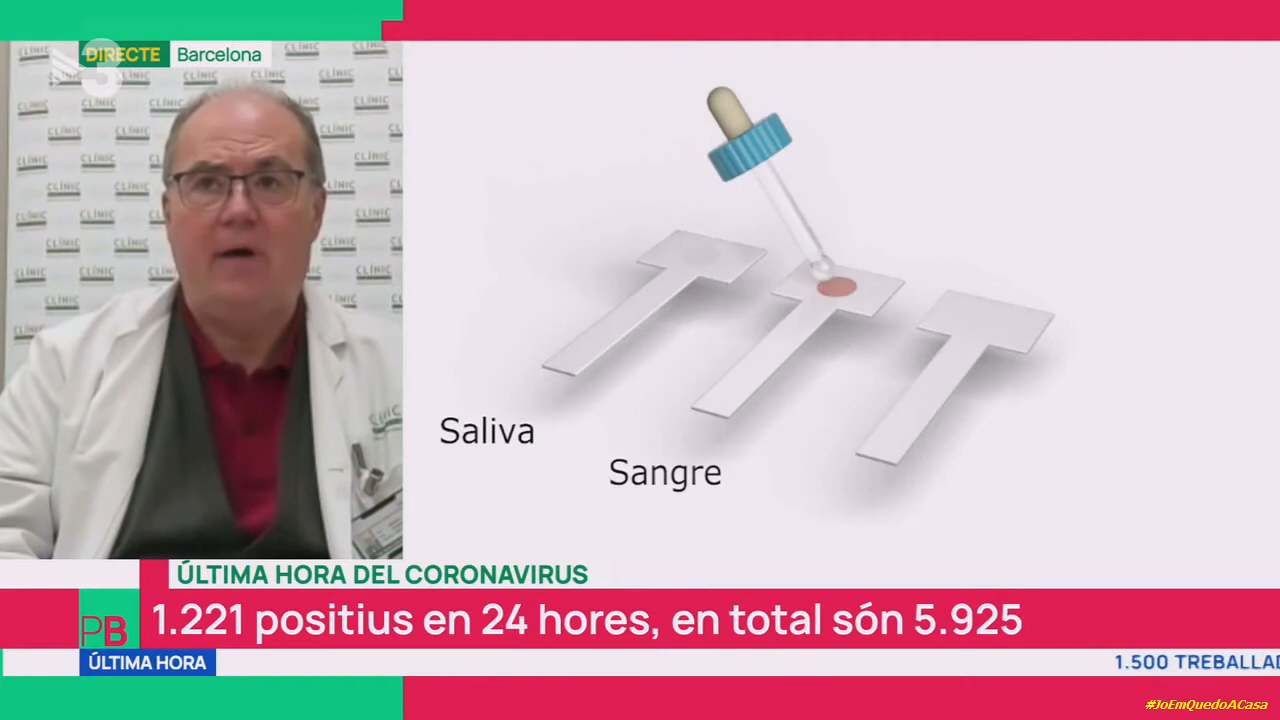 DIRECTE Barcelona
3
CLÍNIC
Saliva
Sangre
ÚLTIMA HORA DEL CORONAVIRUS
PB
1.221 positius en 24 hores, en total són 5.925
ÚLTIMA HORA
1.500 TREBALLAD
#JoEmQuedoACasa